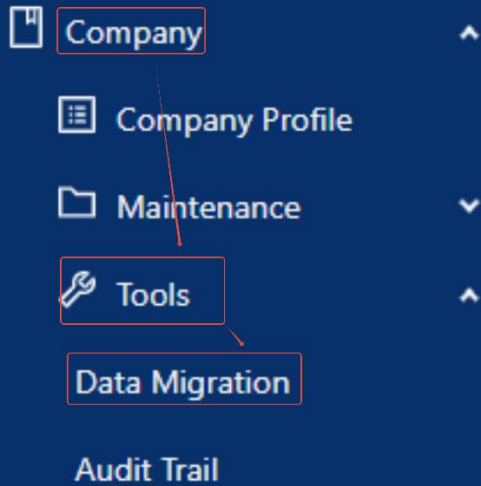 Company
Company Profile
Maintenance
Tools
Data Migration
Audit Trail